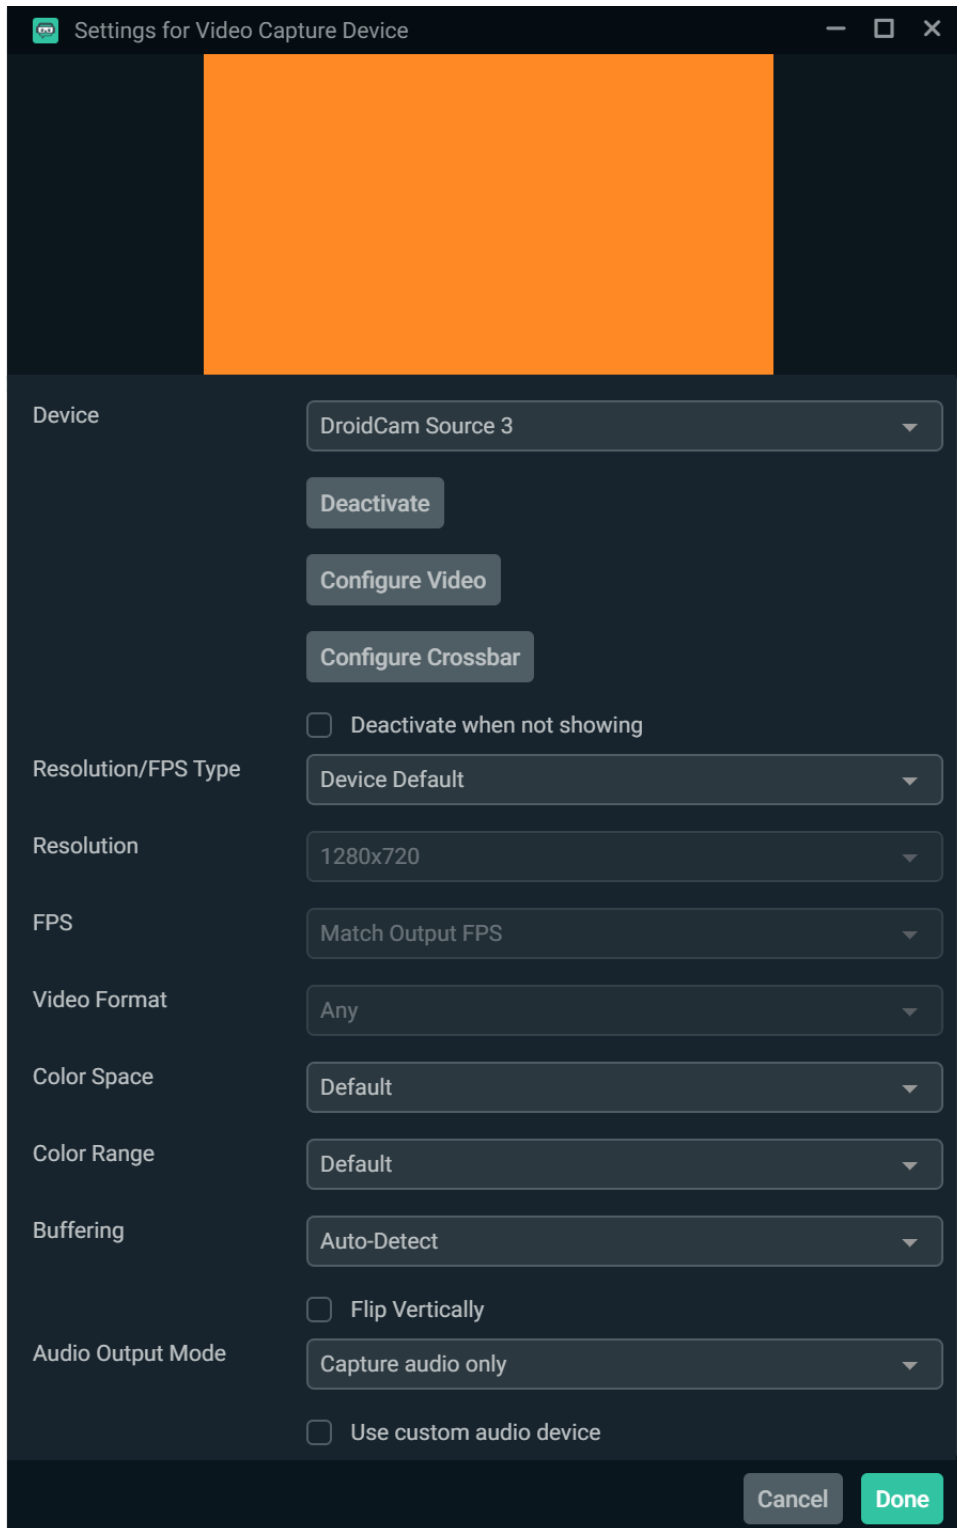 Settings for Video Capture Device
Device
DroidCam Source 3
Deactivate
Configure Video
Configure Crossbar
Deactivate when not showing
Resolution/FPS Type
Device Default
Resolution
1280x720
FPS
Match Output FPS
Video Format
Any
Color Space
Default
Color Range
Default
Buffering
Auto-Detect
Flip Vertically
Audio Output Mode
Capture audio only
Use custom audio device
Cancel
Done